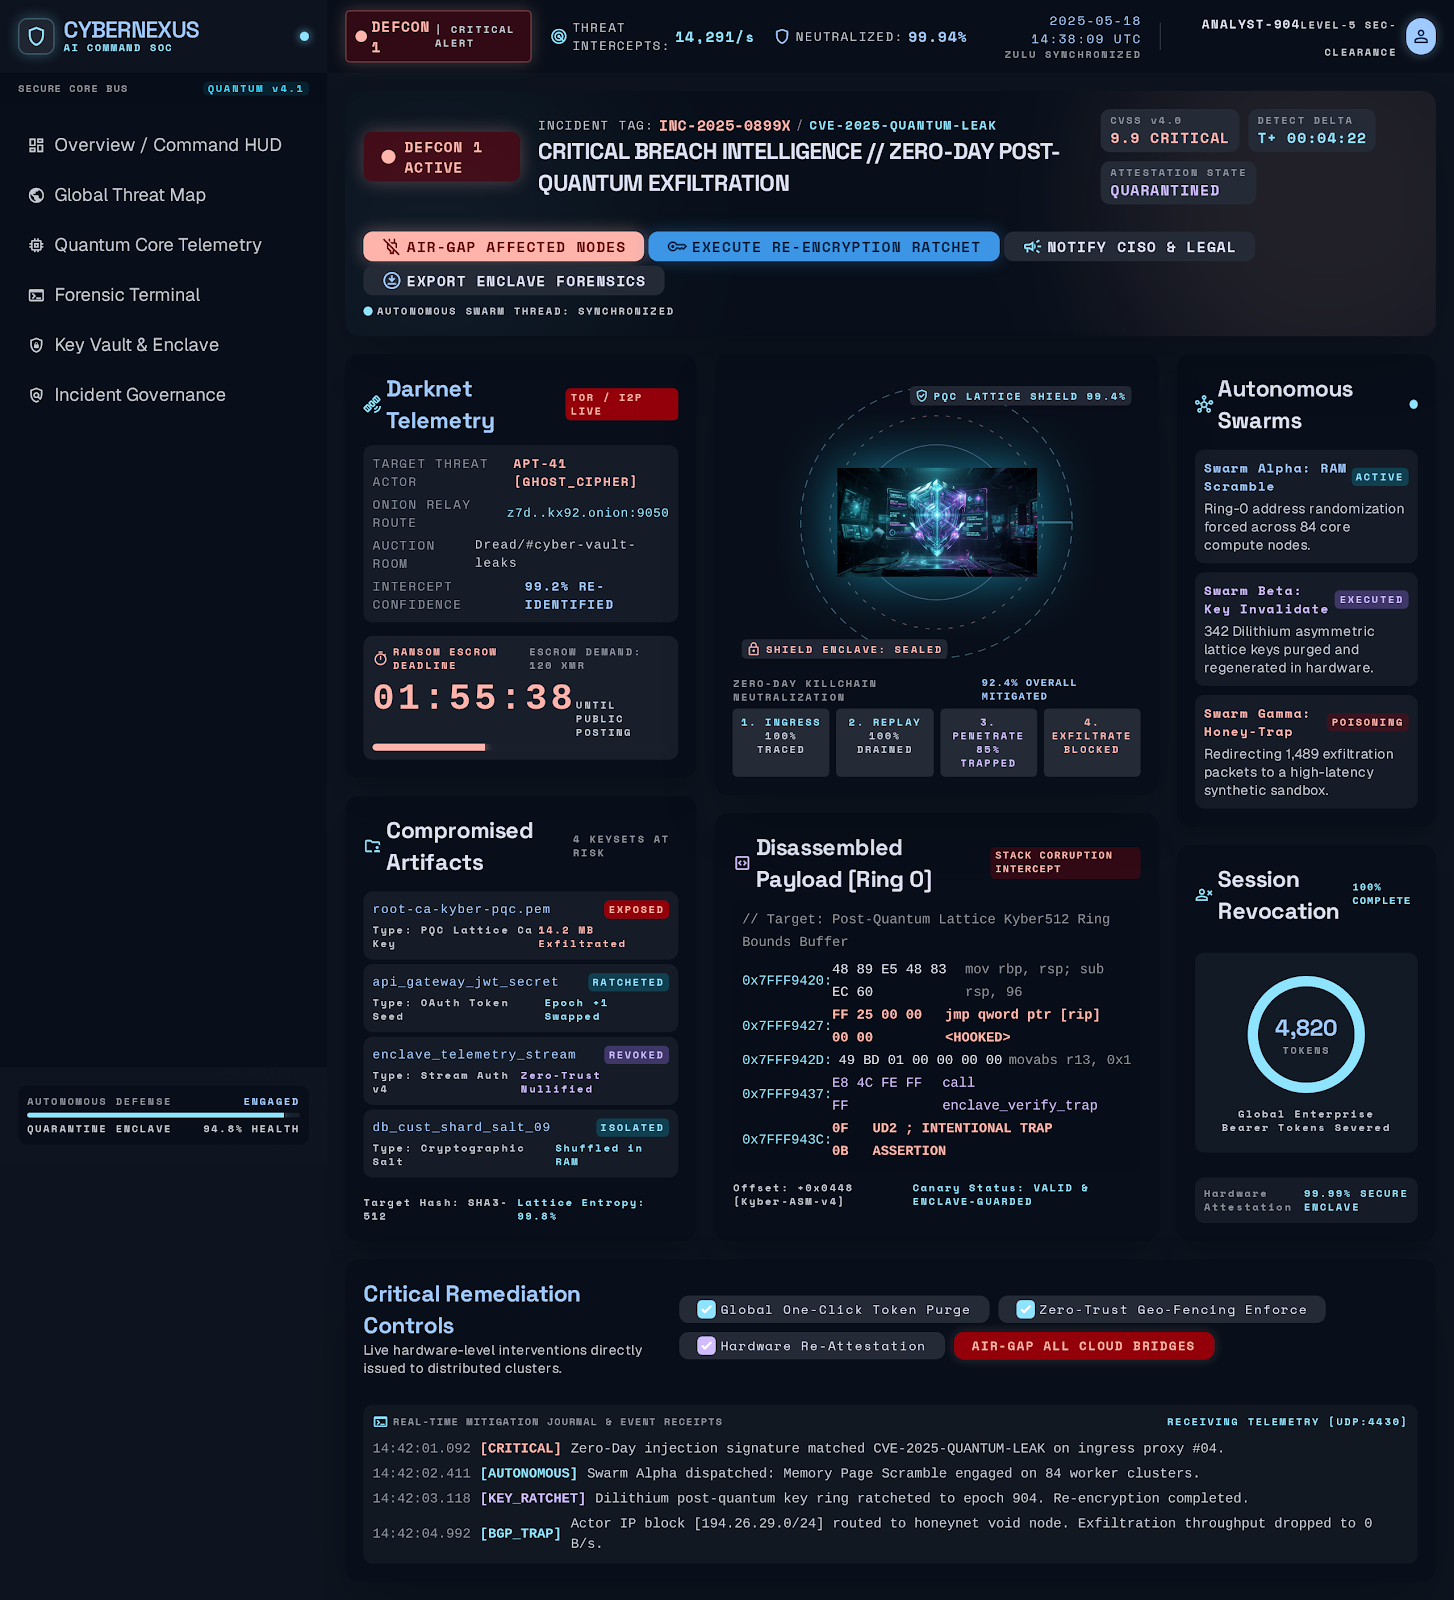 CYBERNEXUS
AI COMMAND SOC
SECURE CORE BUS
QUANTUM v4.1
Overview / Command HUD
Global Threat Map
Quantum Core Telemetry
Forensic Terminal
Key Vault & Enclave
Incident Governance
AUTONOMOUS DEFENSE
ENGAGED
QUARANTINE ENCLAVE
94.8% HEALTH
DEFCON
1
| CRITICAL
ALERT
THREAT
INTERCEPTS:
14,291/s
NEUTRALIZED:
99.94%
2025-05-18
14:38:09 UTC
ZULU SYNCHRONIZED
ANALYST-904
LEVEL-5 SEC-
CLEARANCE
DEFCON 1
ACTIVE
INCIDENT TAG: INC-2025-0899X / CVE-2025-QUANTUM-LEAK
CRITICAL BREACH INTELLIGENCE // ZERO-DAY POST-
QUANTUM EXFILTRATION
CVSS v4.0
9.9 CRITICAL
DETECT DELTA
T+ 00:04:22
ATTESTATION STATE
QUARANTINED
AIR-GAP AFFECTED NODES
EXECUTE RE-ENCRYPTION RATCHET
NOTIFY CISO & LEGAL
EXPORT ENCLAVE FORENSICS
AUTONOMOUS SWARM THREAD: SYNCHRONIZED
Darknet
Telemetry
TOR / I2P
LIVE
TARGET THREAT
ACTOR
APT-41
[GHOST_CIPHER]
ONION RELAY
ROUTE
z7d..kx92.onion:9050
AUCTION
ROOM
Dread/#cyber-vault-
leaks
INTERCEPT
CONFIDENCE
99.2% RE-
IDENTIFIED
RANSOM ESCROW
DEADLINE
ESCROW DEMAND:
120 XMR
01:55:38
UNTIL
PUBLIC
POSTING
Compromised
Artifacts
4 KEYSETS AT
RISK
root-ca-kyber-pqc.pem
EXPOSED
Type: PQC Lattice Ca
Key
14.2 MB
Exfiltrated
api_gateway_jwt_secret
RATCHETED
Type: OAuth Token
Seed
Epoch +1
Swapped
enclave_telemetry_stream
REVOKED
Type: Stream Auth
v4
Zero-Trust
Nullified
db_cust_shard_salt_09
ISOLATED
Type: Cryptographic
Salt
Shuffled in
RAM
Target Hash: SHA3-
512
Lattice Entropy:
99.8%
PQC LATTICE SHIELD 99.4%
SHIELD ENCLAVE: SEALED
ZERO-DAY KILLCHAIN
NEUTRALIZATION
92.4% OVERALL
MITIGATED
1. INGRESS
100%
TRACED
2. REPLAY
100%
DRAINED
3.
PENETRATE
85%
TRAPPED
4.
EXFILTRATE
BLOCKED
Disassembled
Payload [Ring 0]
STACK CORRUPTION
INTERCEPT
// Target: Post-Quantum Lattice Kyber512 Ring
Bounds Buffer
0x7FFF9420:
48 89 E5 48 83
EC 60
mov rbp, rsp; sub
rsp, 96
0x7FFF9427:
FF 25 00 00
00 00
jmp qword ptr [rip]
<HOOKED>
0x7FFF942D: 49 BD 01 00 00 00 00 movabs r13, 0x1
0x7FFF9437:
E8 4C FE FF
FF
call
enclave_verify_trap
0x7FFF943C:
0F
0B
UD2 ; INTENTIONAL TRAP
ASSERTION
Offset: +0x0448
[Kyber-ASM-v4]
Canary Status: VALID &
ENCLAVE-GUARDED
Autonomous
Swarms
Swarm Alpha: RAM
Scramble
ACTIVE
Ring-0 address randomization
forced across 84 core
compute nodes.
Swarm Beta:
Key Invalidate
EXECUTED
342 Dilithium asymmetric
lattice keys purged and
regenerated in hardware.
Swarm Gamma:
Honey-Trap
POISONING
Redirecting 1,489 exfiltration
packets to a high-latency
synthetic sandbox.
Session
Revocation
100%
COMPLETE
4,820
TOKENS
Global Enterprise
Bearer Tokens Severed
Hardware
Attestation
99.99% SECURE
ENCLAVE
Critical Remediation
Controls
Live hardware-level interventions directly
issued to distributed clusters.
Global One-Click Token Purge
Zero-Trust Geo-Fencing Enforce
Hardware Re-Attestation
AIR-GAP ALL CLOUD BRIDGES
REAL-TIME MITIGATION JOURNAL & EVENT RECEIPTS
RECEIVING TELEMETRY [UDP:4430]
14:42:01.092 [CRITICAL] Zero-Day injection signature matched CVE-2025-QUANTUM-LEAK on ingress proxy #04.
14:42:02.411 [AUTONOMOUS] Swarm Alpha dispatched: Memory Page Scramble engaged on 84 worker clusters.
14:42:03.118 [KEY_RATCHET] Dilithium post-quantum key ring ratcheted to epoch 904. Re-encryption completed.
14:42:04.992 [BGP_TRAP] Actor IP block [194.26.29.0/24] routed to honeynet void node. Exfiltration throughput dropped to 0
B/s.